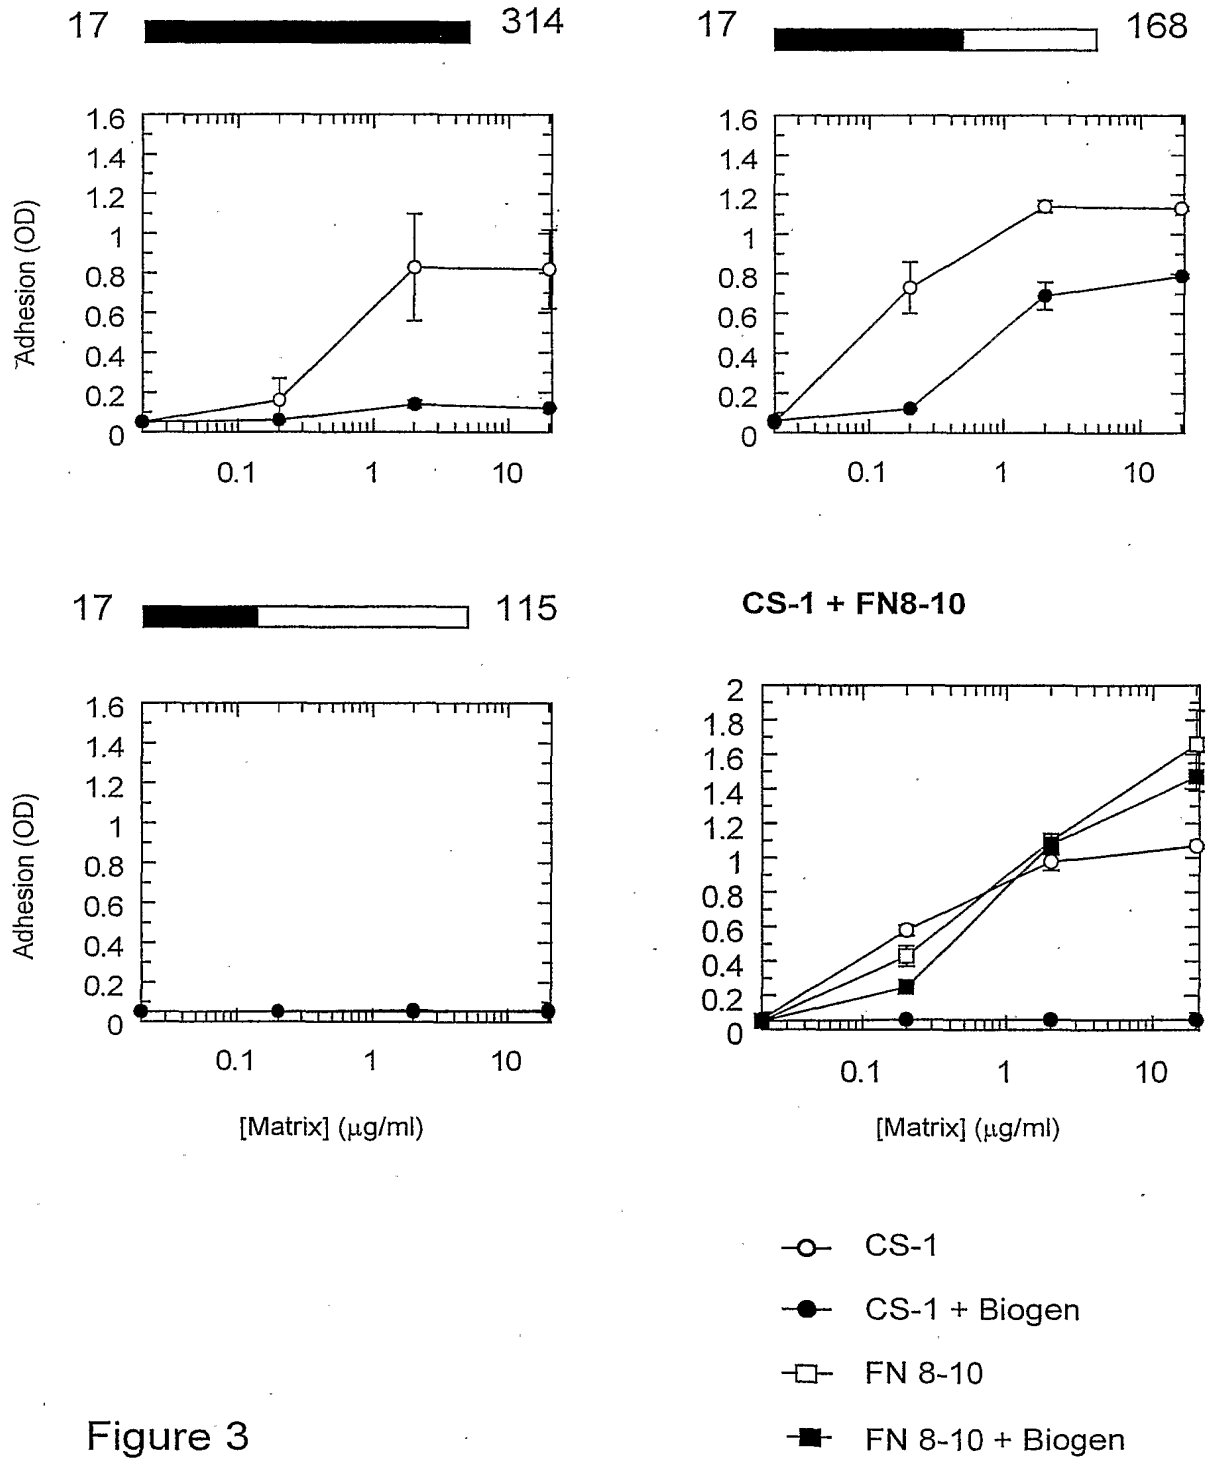 17 314
17 168
1.6
1.4
1.2
1
0.8
0.6
0.4
0.2
0
Adhesion (OD)
0.1 1 10
1.6
1.4
1.2
1
0.8
0.6
0.4
0.2
0
0.1 1 10
17 115
CS-1 + FN8-10
1.6
1.4
1.2
1
0.8
0.6
0.4
0.2
0
Adhesion (OD)
0.1 1 10
[Matrix] (μg/ml)
2
1.8
1.6
1.4
1.2
1
0.8
0.6
0.4
0.2
0
0.1 1 10
[Matrix] (μg/ml)
CS-1
CS-1 + Biogen
FN 8-10
FN 8-10 + Biogen
Figure 3